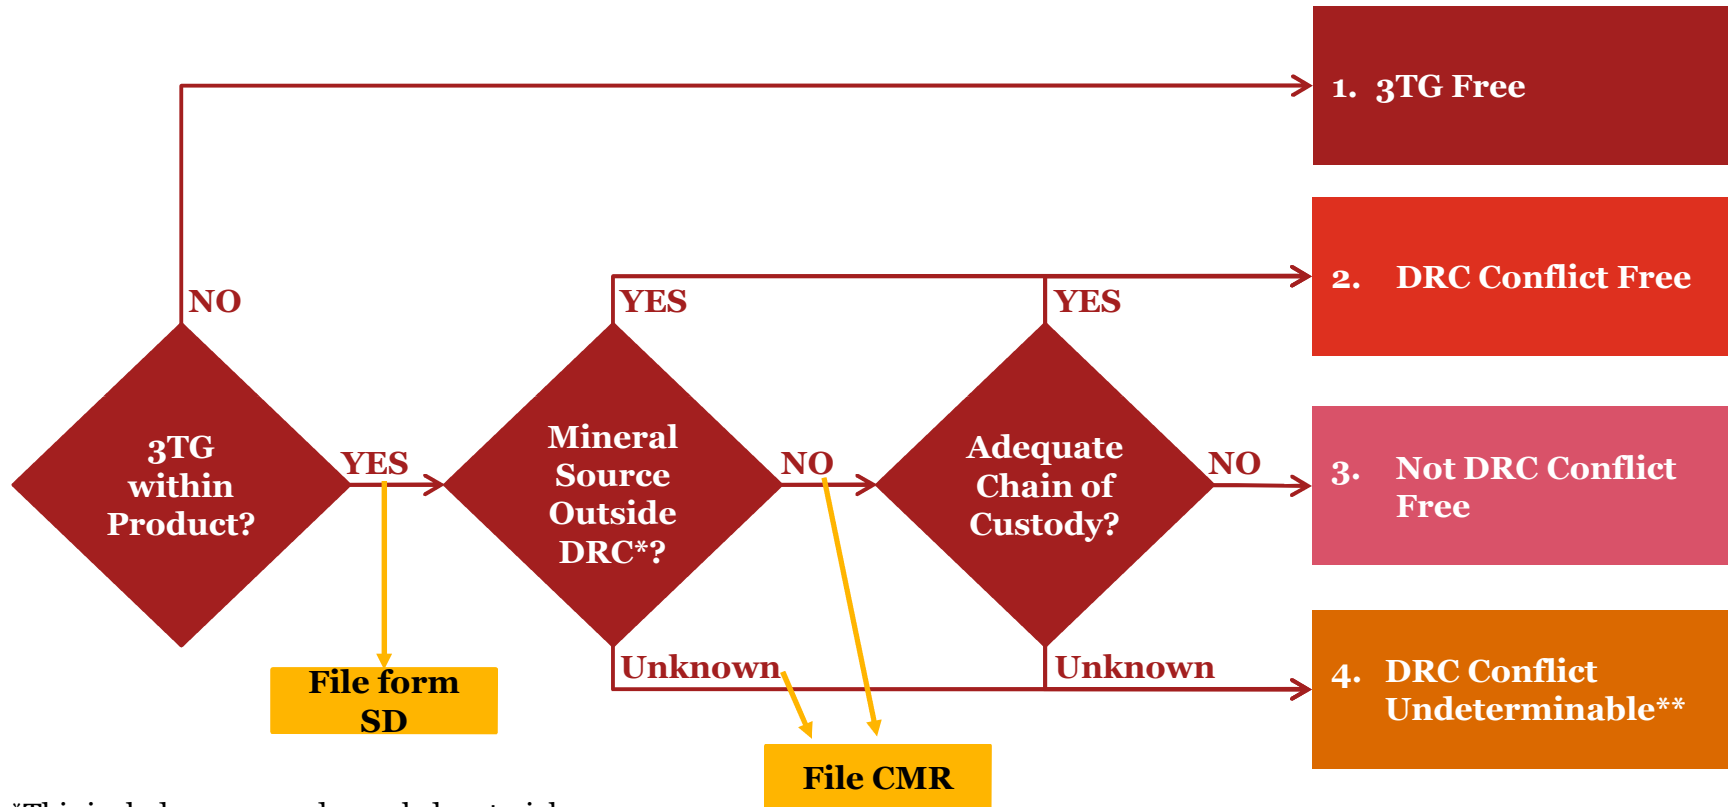 1. 3TG Free
2. DRC Conflict Free
NO
YES
YES
3TG
within
Product?
YES
Mineral
Source
Outside
DRC*?
NO
Adequate
Chain of
Custody?
NO
3. Not DRC Conflict
Free
Unknown
Unknown
4. DRC Conflict
Undeterminable**
File form
SD
File CMR